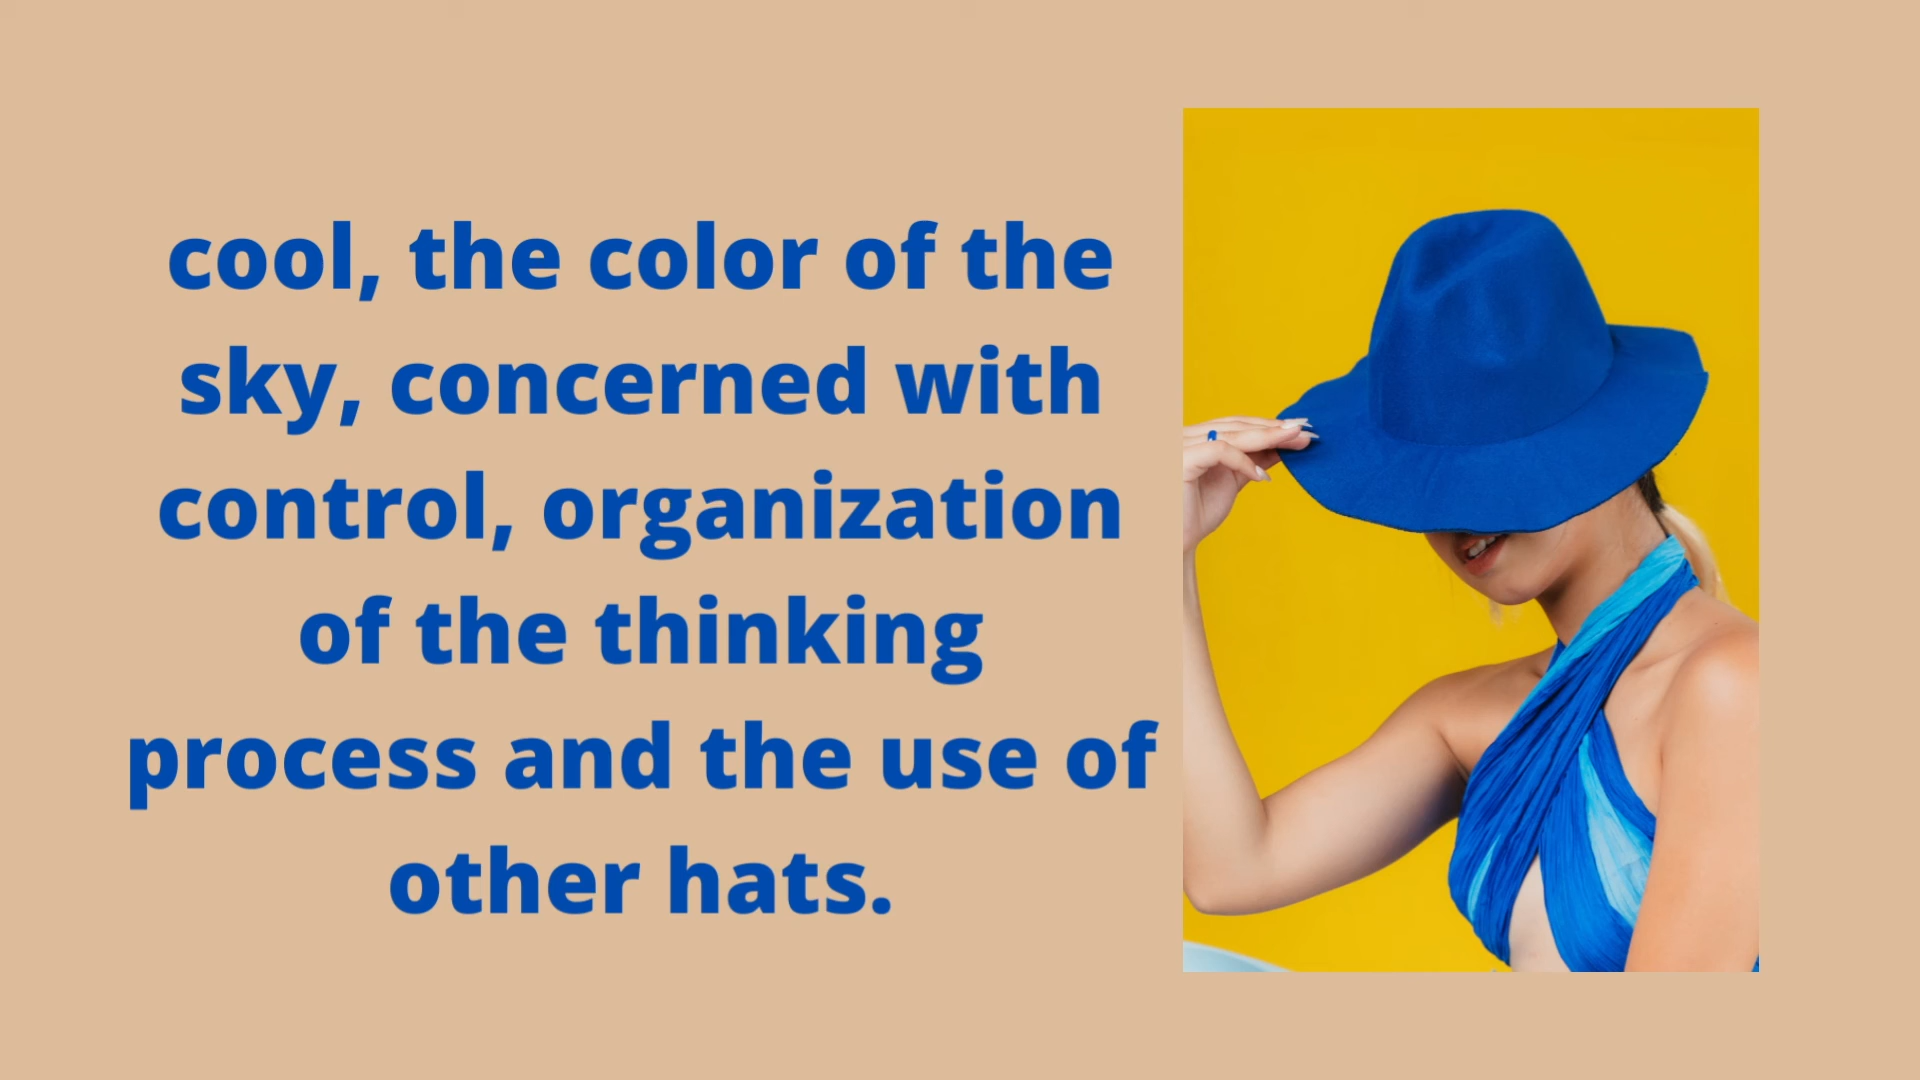 cool, the color of the
sky, concerned with
control, organization
of the thinking
process and the use of
other hats.